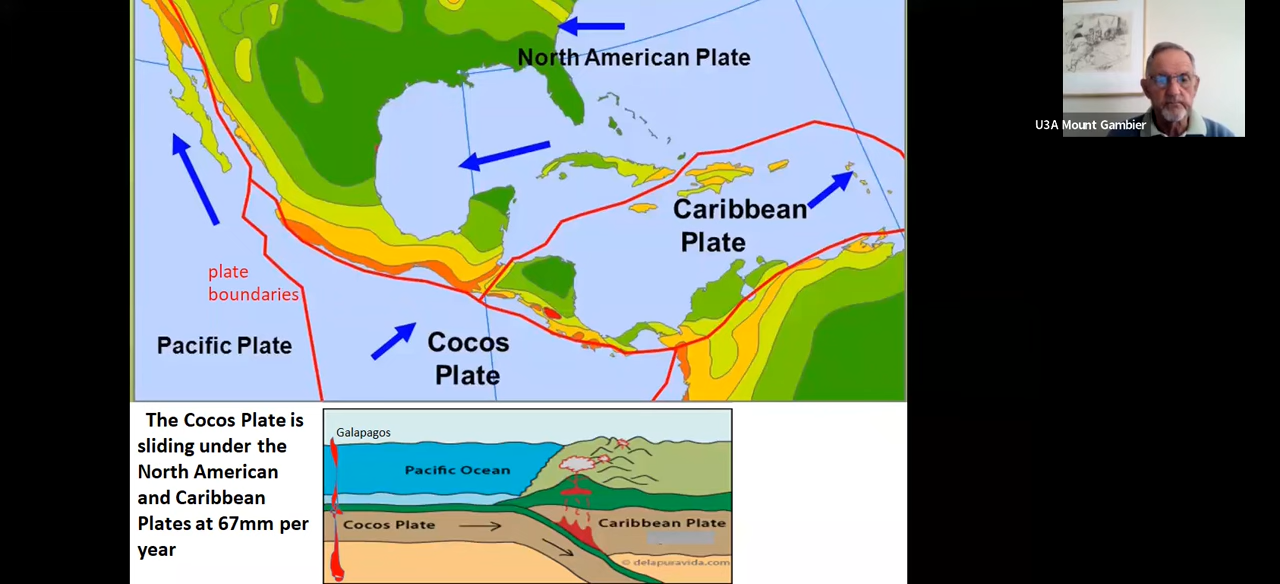 North American Plate
U3A Mount Gambier
Caribbean
Plate
plate
boundaries
Pacific Plate
Cocos
Plate
The Cocos Plate is
sliding under the
North American
and Caribbean
Plates at 67mm per
year
Galapagos
Pacific Ocean
Cocos Plate
Caribbean Plate
© delapuravida.com